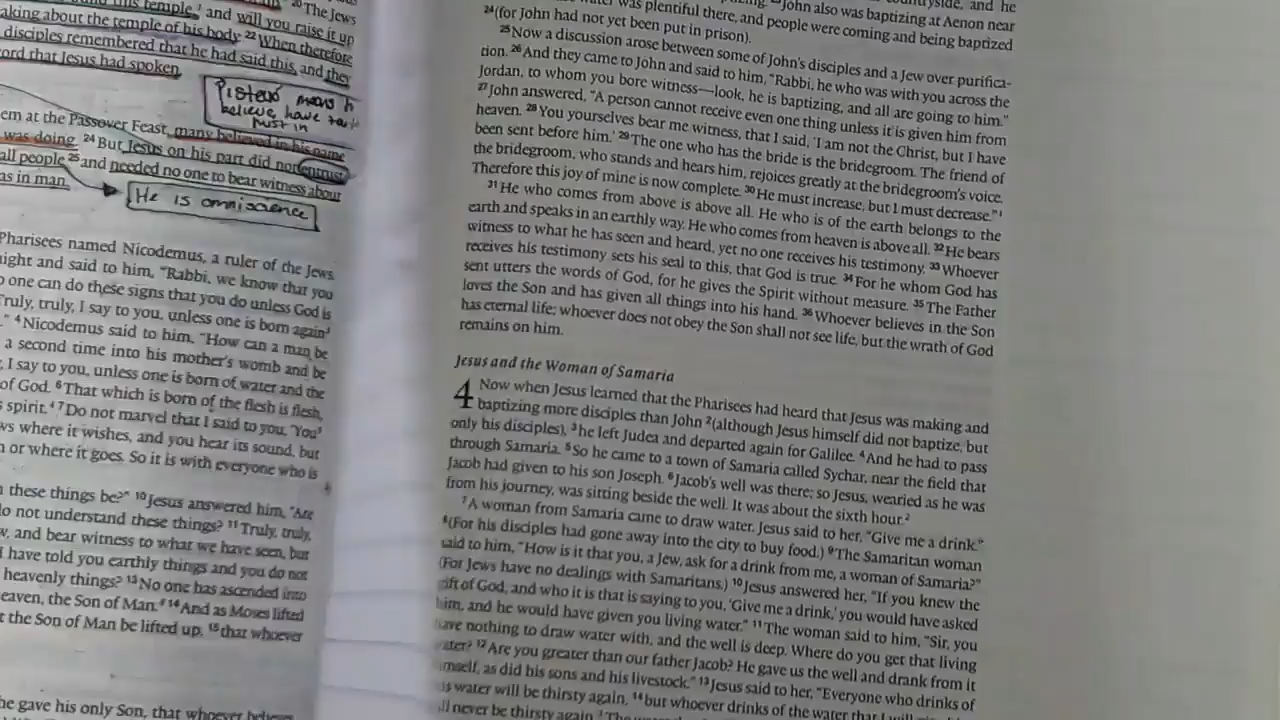 this temple, and will you raise it up
aking about the temple of his body. 22 When therefore
disciples remembered that he had said this, and they
ord that Jesus had spoken.
Pisteuo means
believe, have
trust in
em at the Passover Feast, many believed in his name
was doing. 24 But Jesus on his part did not entrust
all people 25 and needed no one to bear witness about
as in man.
He is omniscience
Pharisees named Nicodemus, a ruler of the Jews.
ight and said to him, "Rabbi, we know that you
o one can do these signs that you do unless God is
Truly, truly, I say to you, unless one is born again
" 4 Nicodemus said to him, "How can a man be
a second time into his mother's womb and be
, I say to you, unless one is born of water and the
of God. 6 That which is born of the flesh is flesh,
s spirit. 4 7 Do not marvel that I said to you, 'You
ws where it wishes, and you hear its sound, but
n or where it goes. So it is with everyone who is
n these things be?" 10 Jesus answered him, "Are
do not understand these things? 11 Truly, truly,
w, and bear witness to what we have seen, but
I have told you earthly things and you do not
heavenly things? 13 No one has ascended into
eaven, the Son of Man. 14 And as Moses lifted
t the Son of Man be lifted up, 15 that whoever
he gave his only Son, that whoever believes
countryside, and he
John also was baptizing at Aenon near
was plentiful there, and people were coming and being baptized
24 (for John had not yet been put in prison).
25 Now a discussion arose between some of John's disciples and a Jew over purifica-
tion. 26 And they came to John and said to him, "Rabbi, he who was with you across the
Jordan, to whom you bore witness—look, he is baptizing, and all are going to him."
27 John answered, "A person cannot receive even one thing unless it is given him from
heaven. 28 You yourselves bear me witness, that I said, 'I am not the Christ, but I have
been sent before him.' 29 The one who has the bride is the bridegroom. The friend of
the bridegroom, who stands and hears him, rejoices greatly at the bridegroom's voice.
Therefore this joy of mine is now complete. 30 He must increase, but I must decrease." 1
31 He who comes from above is above all. He who is of the earth belongs to the
earth and speaks in an earthly way. He who comes from heaven is above all. 32 He bears
witness to what he has seen and heard, yet no one receives his testimony. 33 Whoever
receives his testimony sets his seal to this, that God is true. 34 For he whom God has
sent utters the words of God, for he gives the Spirit without measure. 35 The Father
loves the Son and has given all things into his hand. 36 Whoever believes in the Son
has eternal life; whoever does not obey the Son shall not see life, but the wrath of God
remains on him.
Jesus and the Woman of Samaria
4 Now when Jesus learned that the Pharisees had heard that Jesus was making and
baptizing more disciples than John 2 (although Jesus himself did not baptize, but
only his disciples), 3 he left Judea and departed again for Galilee. 4 And he had to pass
through Samaria. 5 So he came to a town of Samaria called Sychar, near the field that
Jacob had given to his son Joseph. 6 Jacob's well was there; so Jesus, wearied as he was
from his journey, was sitting beside the well. It was about the sixth hour. 2
7 A woman from Samaria came to draw water. Jesus said to her, "Give me a drink."
8 (For his disciples had gone away into the city to buy food.) 9 The Samaritan woman
said to him, "How is it that you, a Jew, ask for a drink from me, a woman of Samaria?"
(For Jews have no dealings with Samaritans.) 10 Jesus answered her, "If you knew the
gift of God, and who it is that is saying to you, 'Give me a drink,' you would have asked
him, and he would have given you living water." 11 The woman said to him, "Sir, you
have nothing to draw water with, and the well is deep. Where do you get that living
water? 12 Are you greater than our father Jacob? He gave us the well and drank from it
imself, as did his sons and his livestock." 13 Jesus said to her, "Everyone who drinks of
is water will be thirsty again, 14 but whoever drinks of the water that I will
ll never be thirsty again.